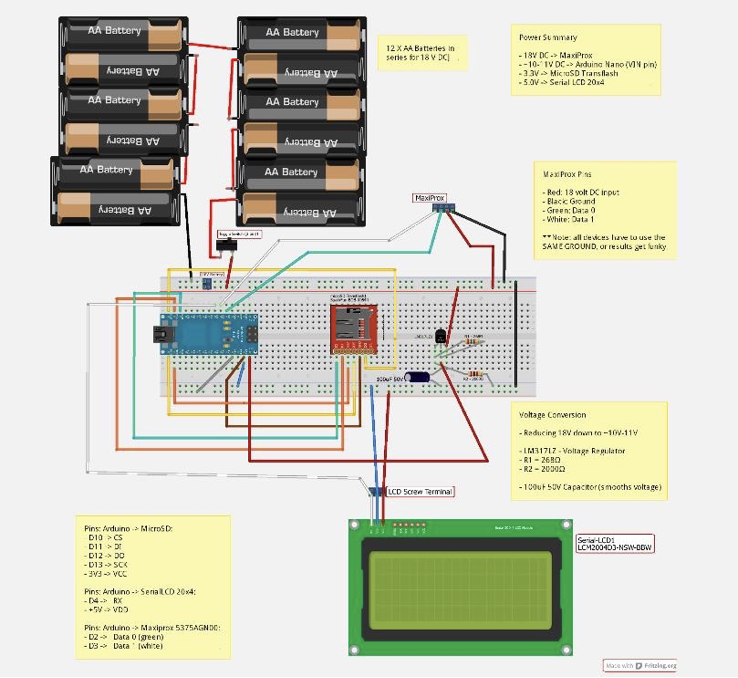 AA Battery
AA Battery
AA Battery
AA Battery
AA Battery
AA Battery
AA Battery
AA Battery
AA Battery
AA Battery
AA Battery
AA Battery
12 X AA Batteries in
series for 18 V DC)
Power Summary
- 18V DC -> MaxiProx
- ~10-11V DC -> Arduino Nano (VIN pin)
- 3.3V -> MicroSD Transflash
- 5.0V -> Serial LCD 20x4
MaxiProx Pins
- Red: 18 volt DC input
- Black: Ground
- Green: Data 0
- White: Data 1
**Note: all devices have to use the
SAME GROUND, or results get funky.
MaxiProx
100uF 50V
Voltage Conversion
- Reducing 18V down to ~10V-11V
- LM317LZ - Voltage Regulator
- R1 = 268Ω
- R2 = 2000Ω
- 100uF 50V Capacitor (smooths voltage)
LCD Screw Terminal
Serial-LCD1
LCM2004D3-NSW-BBW
Pins: Arduino -> MicroSD:
D10 -> CS
D11 -> DI
- D12 -> DO
- D13 -> SCK
- 3V3 -> VCC
Pins: Arduino -> SerialLCD 20x4:
- D4 -> RX
- +5V -> VDD
Pins: Arduino -> Maxiprox 5375AGN00:
- D2 -> Data 0 (green)
- D3 -> Data 1 (white)
Made with Fritzing.org